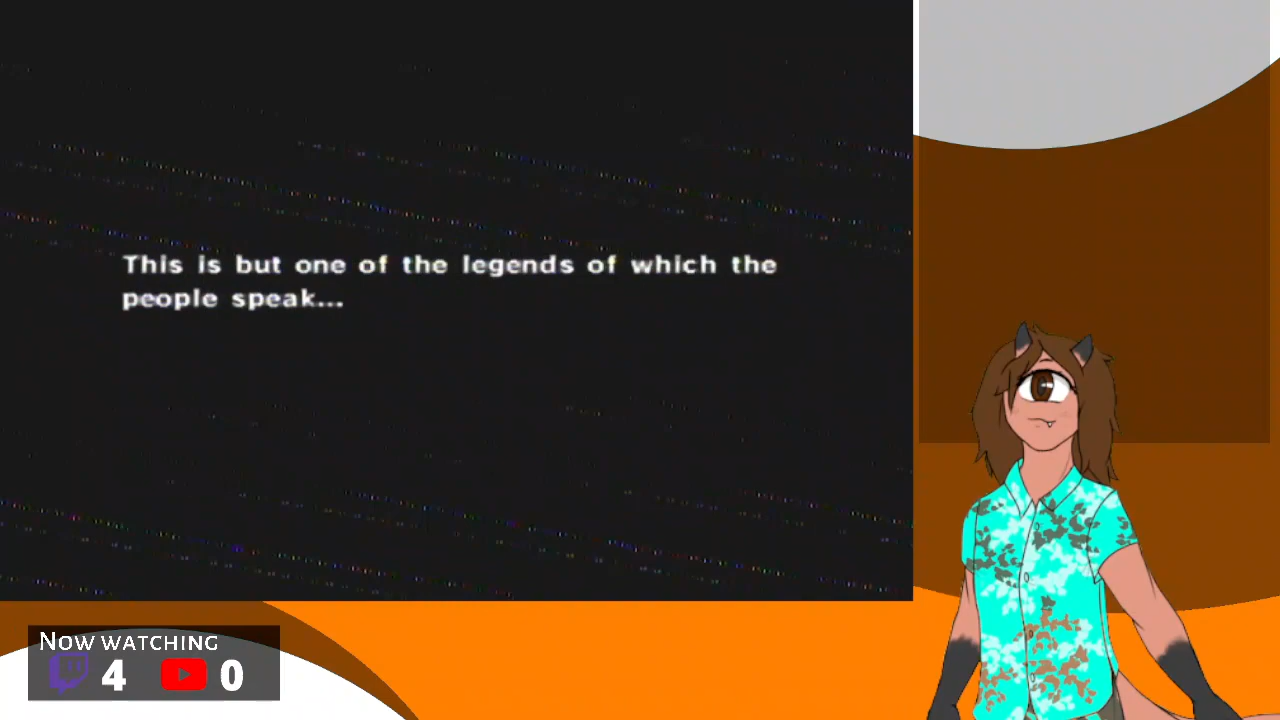 This is but one of the legends of which the
people speak...
Now watching
4 0